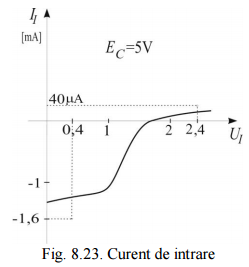 I_I
[mA]
E_C=5V
40µA
0,4 1 2 2,4 U_I
-1
-1,6
Fig. 8.23. Curent de intrare